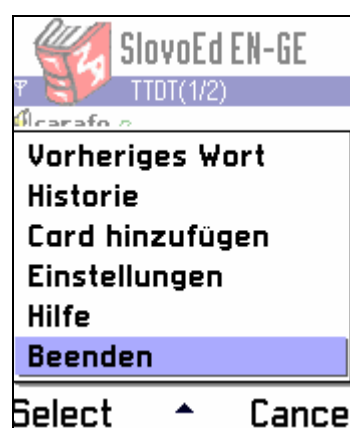 SlovoEd EN-GE
TTDT(1/2)
Vorheriges Wort
Historie
Card hinzufügen
Einstellungen
Hilfe
Beenden
Select Cance